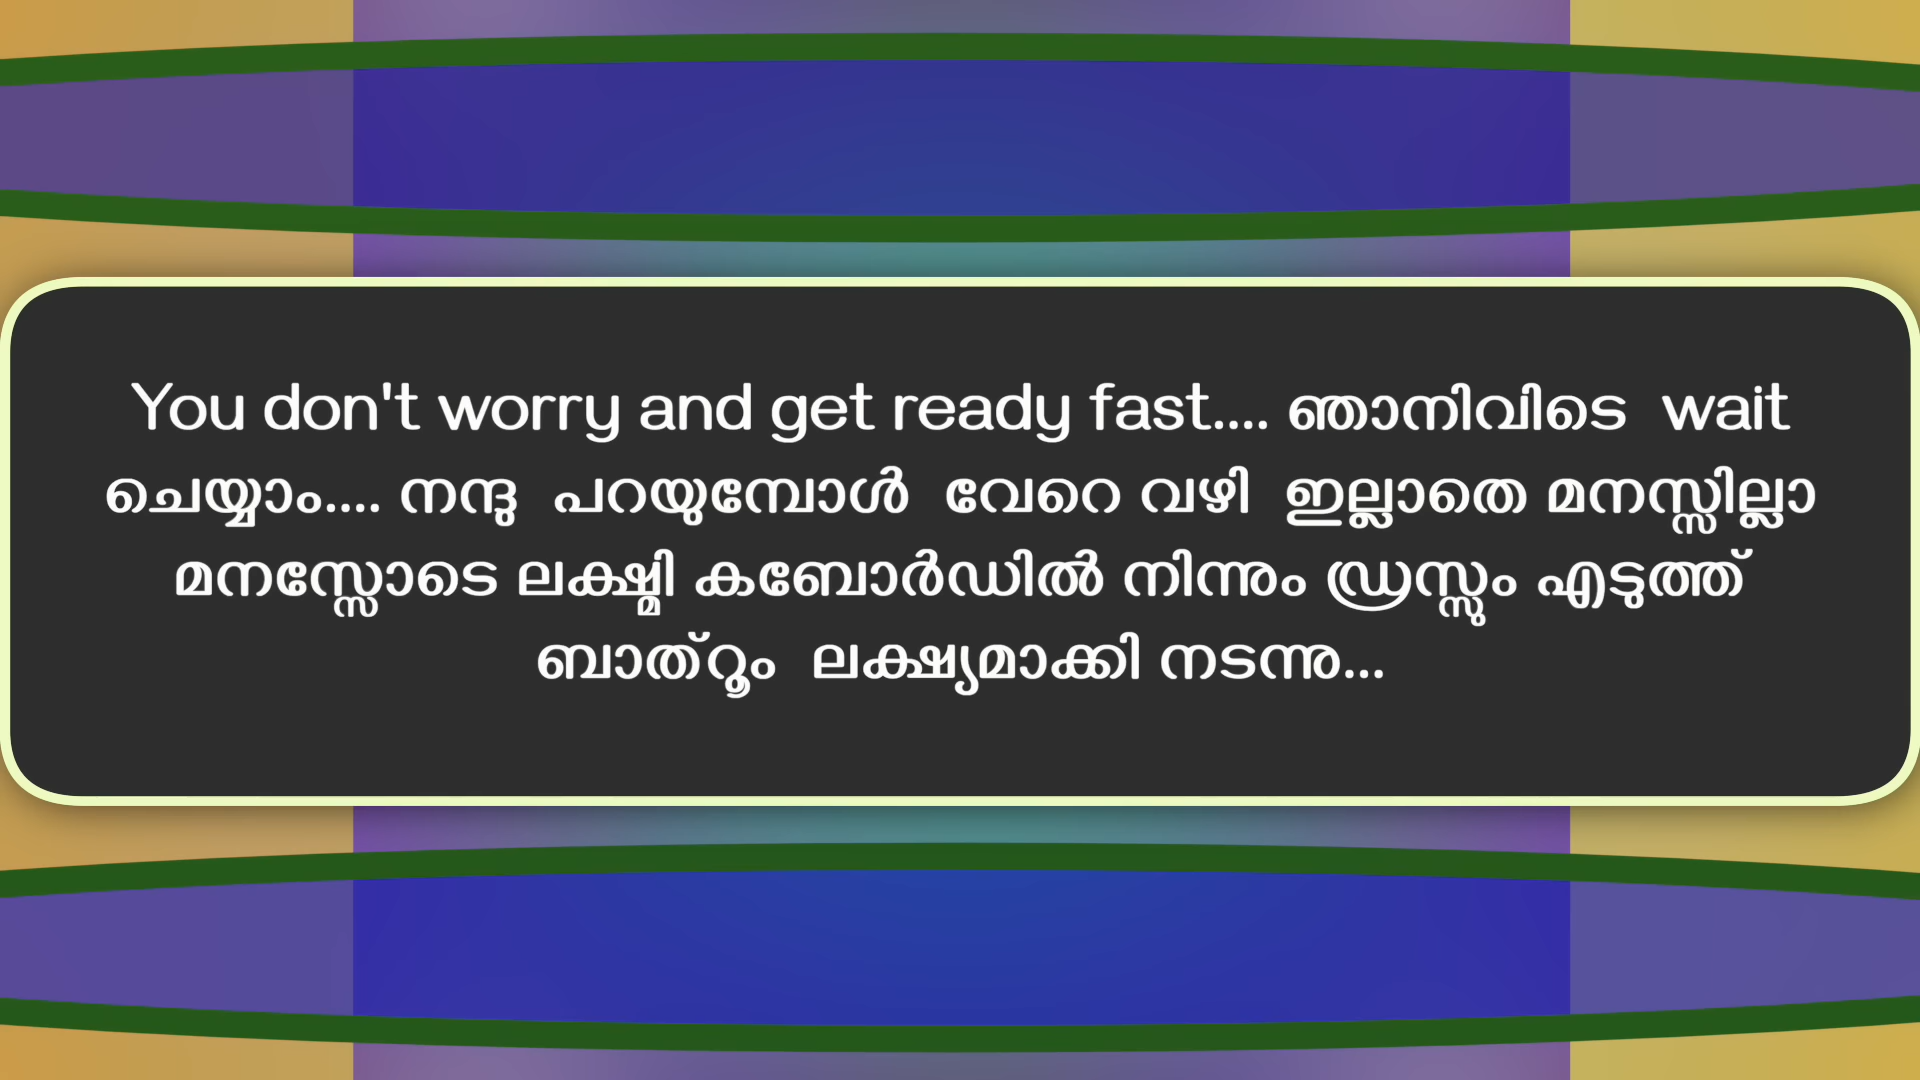 You don't worry and get ready fast.... ഞാനിവിടെ wait
ചെയ്യാം.... നന്ദു പറയുമ്പോൾ വേറെ വഴി ഇല്ലാതെ മനസ്സില്ലാ
മനസ്സോടെ ലക്ഷ്മി കബോർഡിൽ നിന്നും ഡ്രസ്സും എടുത്ത്
ബാത്റൂം ലക്ഷ്യമാക്കി നടന്നു...